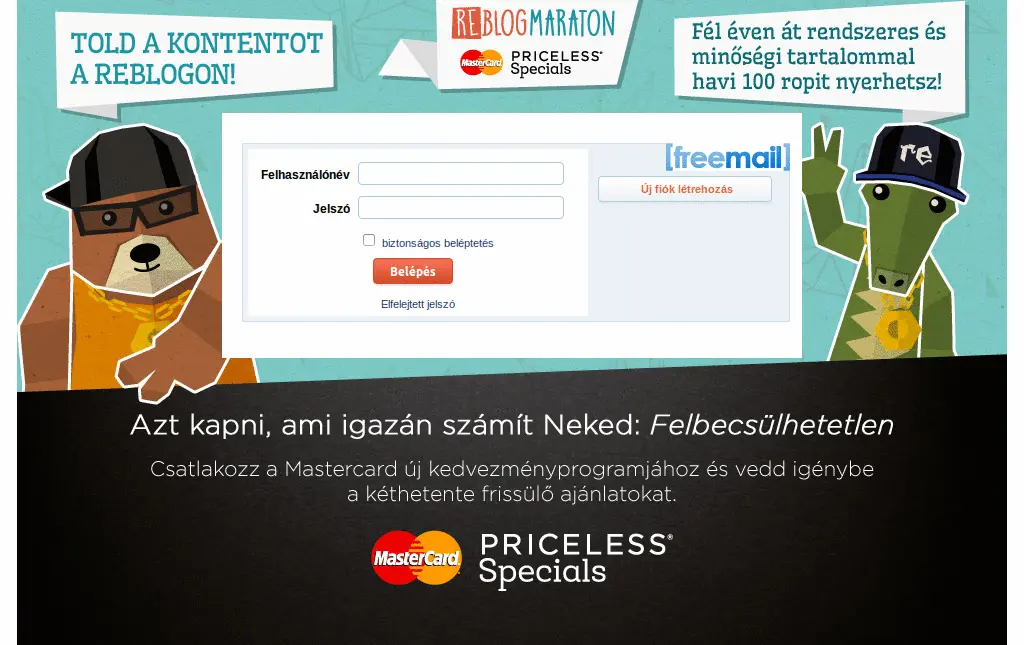 TOLD A KONTENTOT
A REBLOGON!
REBLOGMARATON
MasterCard
PRICELESS®
Specials
Fél éven át rendszeres és
minőségi tartalommal
havi 100 ropit nyerhetsz!
[freemail]
Felhasználónév
Új fiók létrehozás
Jelszó
biztonságos beléptetés
Belépés
Elfelejtett jelszó
re
Azt kapni, ami igazán számít Neked: Felbecsülhetetlen
Csatlakozz a Mastercard új kedvezményprogramjához és vedd igénybe
a kéthetente frissülő ajánlatokat.
MasterCard
PRICELESS®
Specials